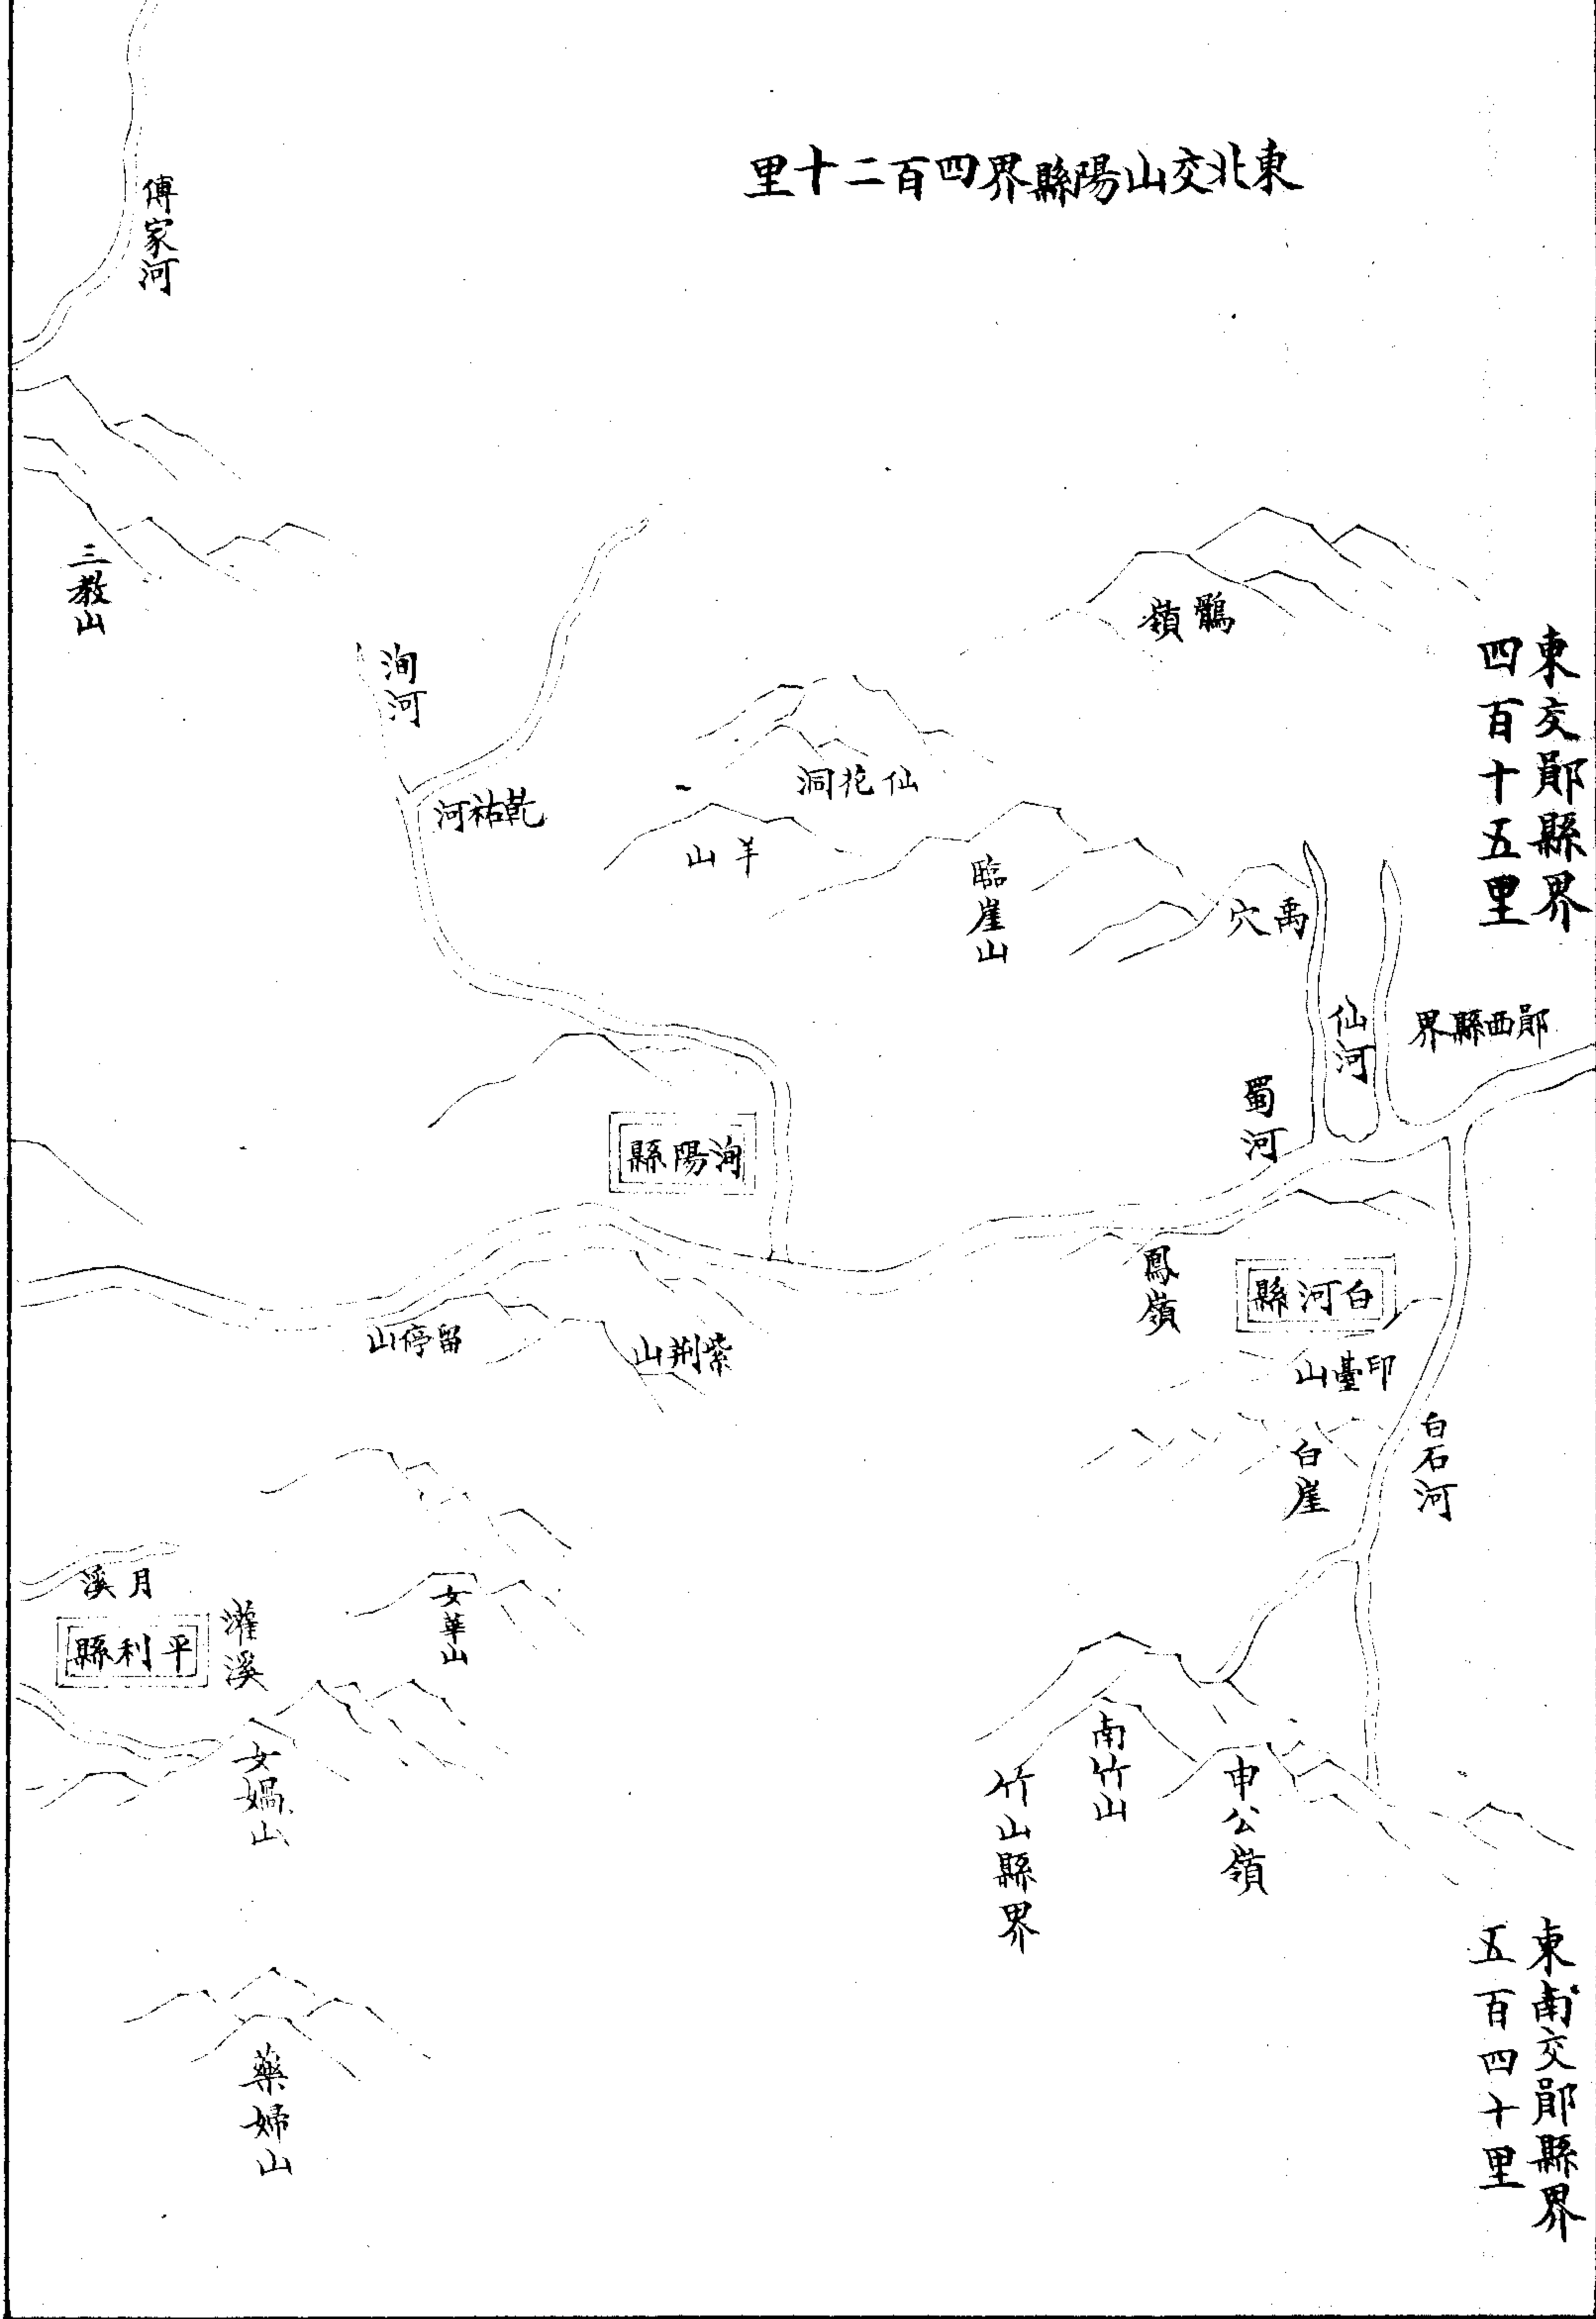 東北交山陽縣界四百二十里
東交鄖縣界
四百十五里
東南交鄖縣界
五百四十里
傅家河
三教山
洵河
乾祐河
鶻嶺
仙花洞
羊山
臨崖山
禹穴
仙河
蜀河
鄖西縣界
洵陽縣
白河縣
鳳嶺
印臺山
白崖
白石河
留停山
紫荆山
月溪
平利縣
灌溪
女華山
女媧山
南竹山
竹山縣界
申公嶺
藥婦山